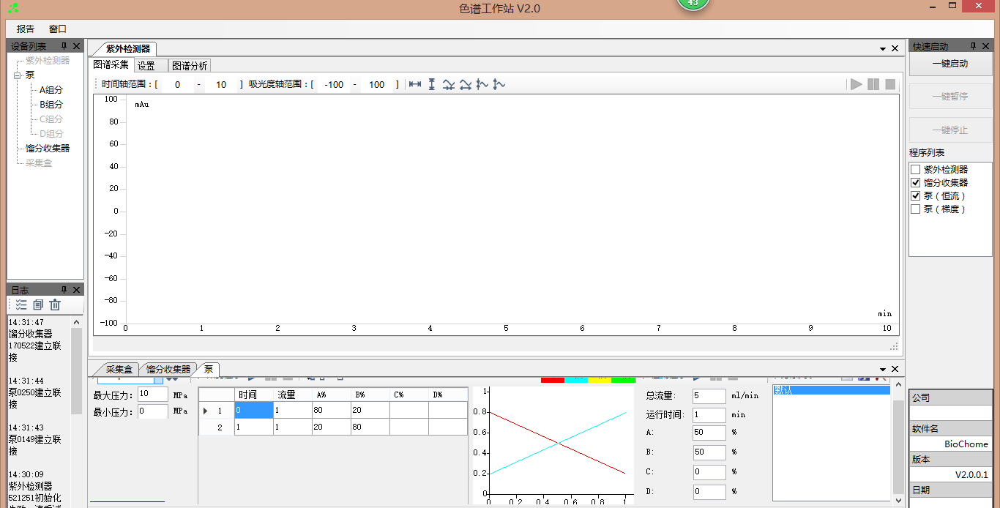 色谱工作站 V2.0
43
报告 窗口
设备列表
紫外检测器
泵
A组分
B组分
C组分
D组分
馏分收集器
采集盒
日志
14:31:47
馏分收集器
170522建立联
接
14:31:44
泵0250建立联
接
14:31:43
泵0149建立联
接
14:30:09
紫外检测器
521251初始化
紫外检测器
图谱采集 设置 图谱分析
时间轴范围：[ 0 - 10 ] 吸光度轴范围：[ -100 - 100 ]
mAu
100
80
60
40
20
0
-20
-40
-60
-80
-100
0 1 2 3 4 5 6 7 8 9 10
min
采集盒 馏分收集器 泵
最大压力: 10 MPa
最小压力: 0 MPa
时间 流量 A% B% C% D%
1 0 1 80 20
2 1 1 20 80
1
0.8
0.6
0.4
0.2
0
0 0.2 0.4 0.6 0.8 1
总流量: 5 ml/min
运行时间: 1 min
A: 50 %
B: 50 %
C: 0 %
D: 0 %
默认
快速启动
一键启动
一键暂停
一键停止
程序列表
紫外检测器
馏分收集器
泵（恒流）
泵（梯度）
公司
软件名
BioChome
版本
V2.0.0.1
日期